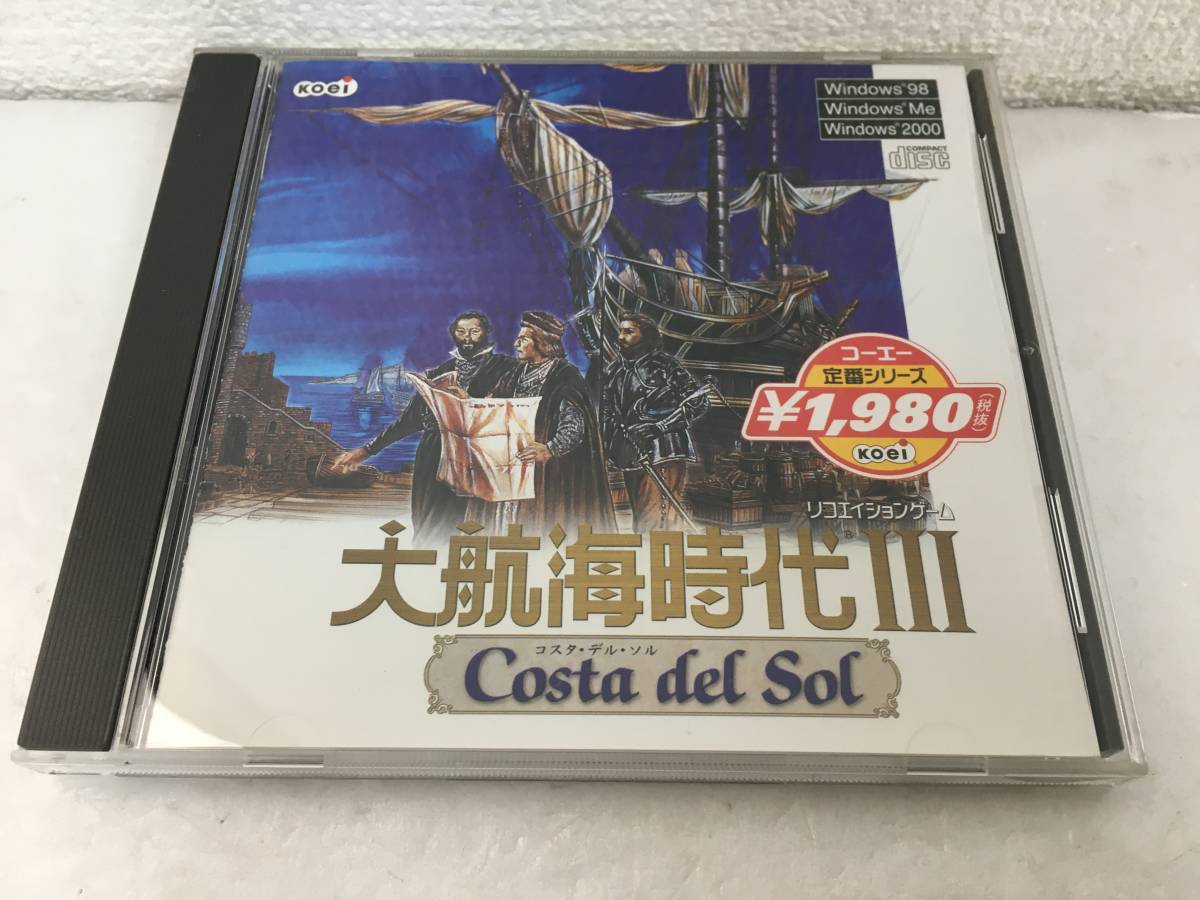 KOEI
Windows®98
Windows®Me
Windows®2000
COMPACT
disc
コーエー
定番シリーズ
¥1,980
(税抜)
KOEI
リコエイションゲーム
大航海時代III
®
コスタ・デル・ソル
Costa del Sol